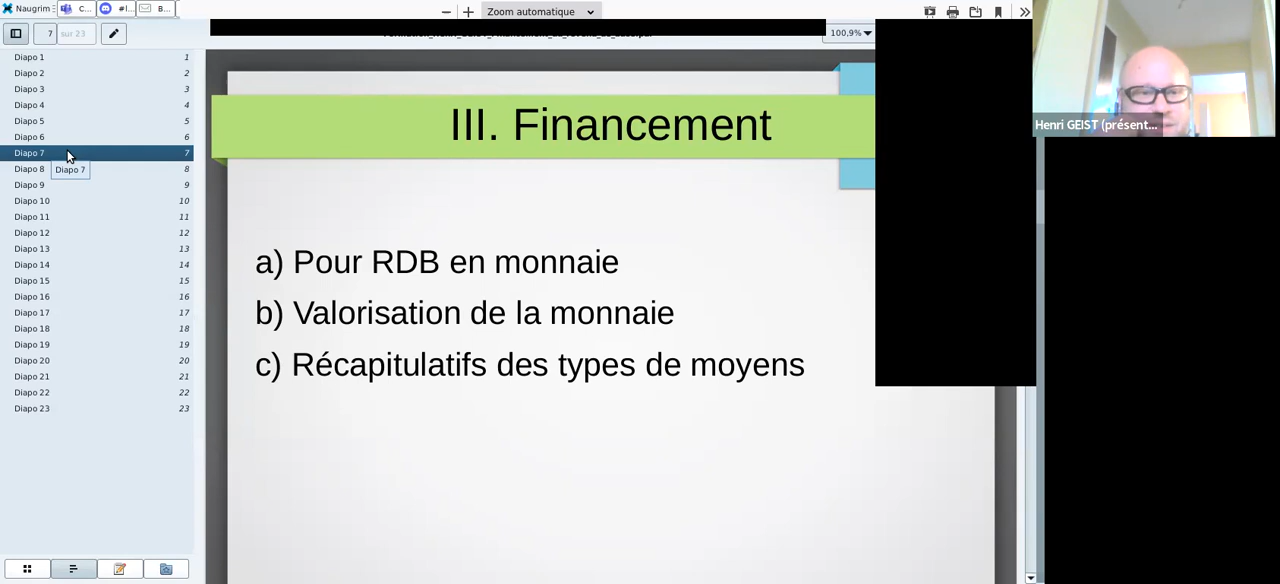 Naugrim
C...
#I...
B...
Zoom automatique
7
sur 23
100,9%
Diapo 1 1
Diapo 2 2
Diapo 3 3
Diapo 4 4
Diapo 5 5
Diapo 6 6
Diapo 7 7
Diapo 8 8
Diapo 7
Diapo 9 9
Diapo 10 10
Diapo 11 11
Diapo 12 12
Diapo 13 13
Diapo 14 14
Diapo 15 15
Diapo 16 16
Diapo 17 17
Diapo 18 18
Diapo 19 19
Diapo 20 20
Diapo 21 21
Diapo 22 22
Diapo 23 23
III. Financement
a) Pour RDB en monnaie
b) Valorisation de la monnaie
c) Récapitulatifs des types de moyens
Henri GEIST (présent...